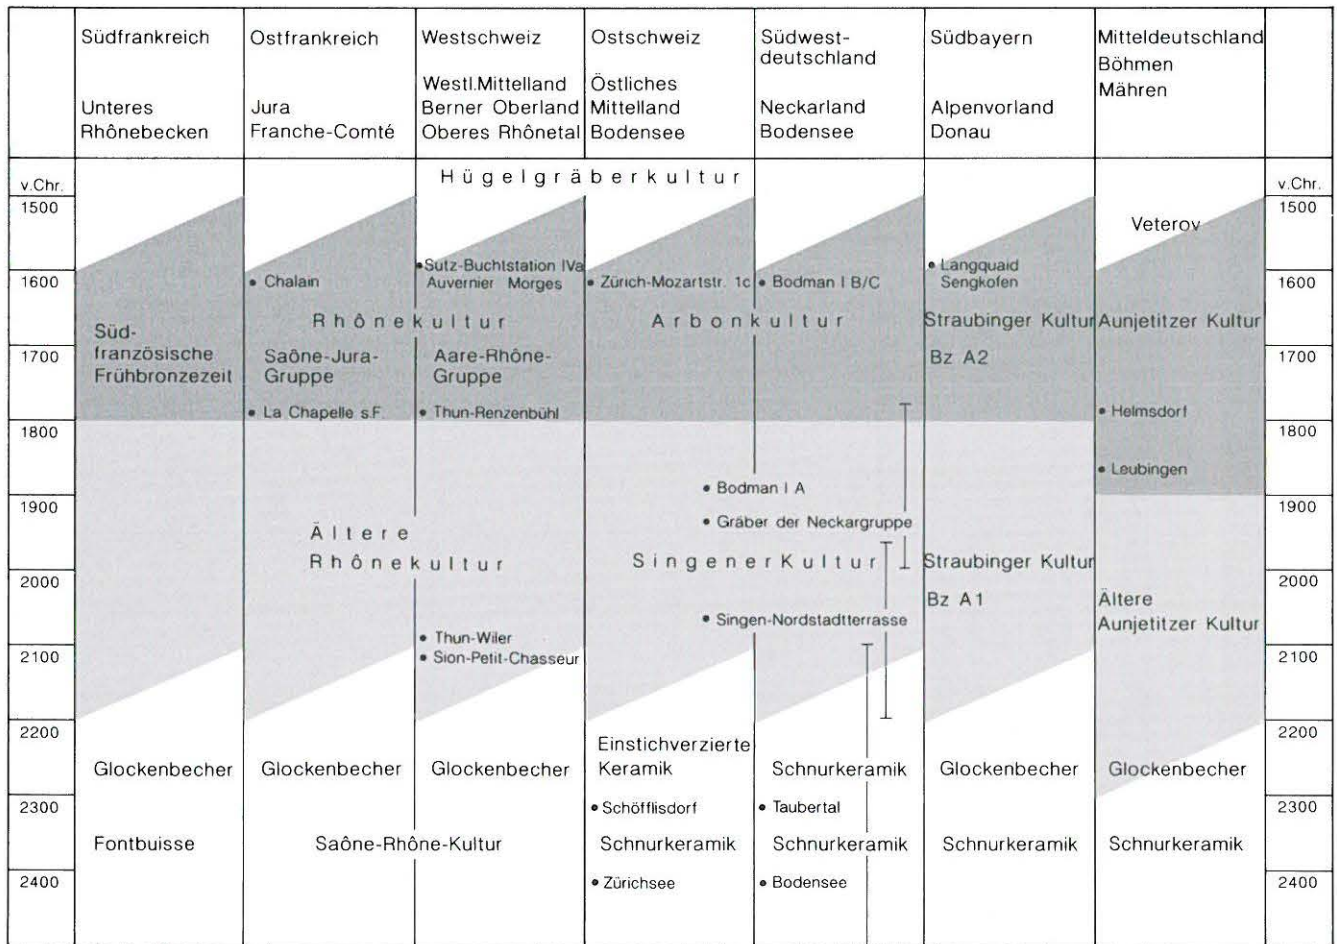 Südfrankreich
Unteres
Rhônebecken
Ostfrankreich
Jura
Franche-Comté
Westschweiz
Westl.Mittelland
Berner Oberland
Oberes Rhônetal
Ostschweiz
Östliches
Mittelland
Bodensee
Südwest-
deutschland
Neckarland
Bodensee
Südbayern
Alpenvorland
Donau
Mitteldeutschland
Böhmen
Mähren
v.Chr.
1500
1600
1700
1800
1900
2000
2100
2200
2300
2400
Hügelgräberkultur
Süd-
französische
Frühbronzezeit
Glockenbecher
Fontbuisse
• Chalain
Rhônekultur
Saône-Jura-
Gruppe
• La Chapelle s.F.
Ältere
Rhônekultur
Glockenbecher
Saône-Rhône-Kultur
• Sutz-Buchtstation IVa
Auvernier Morges
Aare-Rhône-
Gruppe
• Thun-Renzenbühl
• Thun-Wiler
• Sion-Petit-Chasseur
Glockenbecher
• Zürich-Mozartstr. 1c
Arbonkultur
• Bodman I A
• Gräber der Neckargruppe
Singener Kultur
• Singen-Nordstadtterrasse
Einstichverzierte
Keramik
• Schöfflisdorf
Schnurkeramik
• Zürichsee
• Bodman I B/C
Schnurkeramik
• Taubertal
Schnurkeramik
• Bodensee
• Langquaid
Sengkofen
Straubinger Kultur
Bz A2
Straubinger Kultur
Bz A1
Glockenbecher
Schnurkeramik
Veterov
Aunjetitzer Kultur
• Helmsdorf
• Leubingen
Ältere
Aunjetitzer Kultur
Glockenbecher
Schnurkeramik
v.Chr.
1500
1600
1700
1800
1900
2000
2100
2200
2300
2400